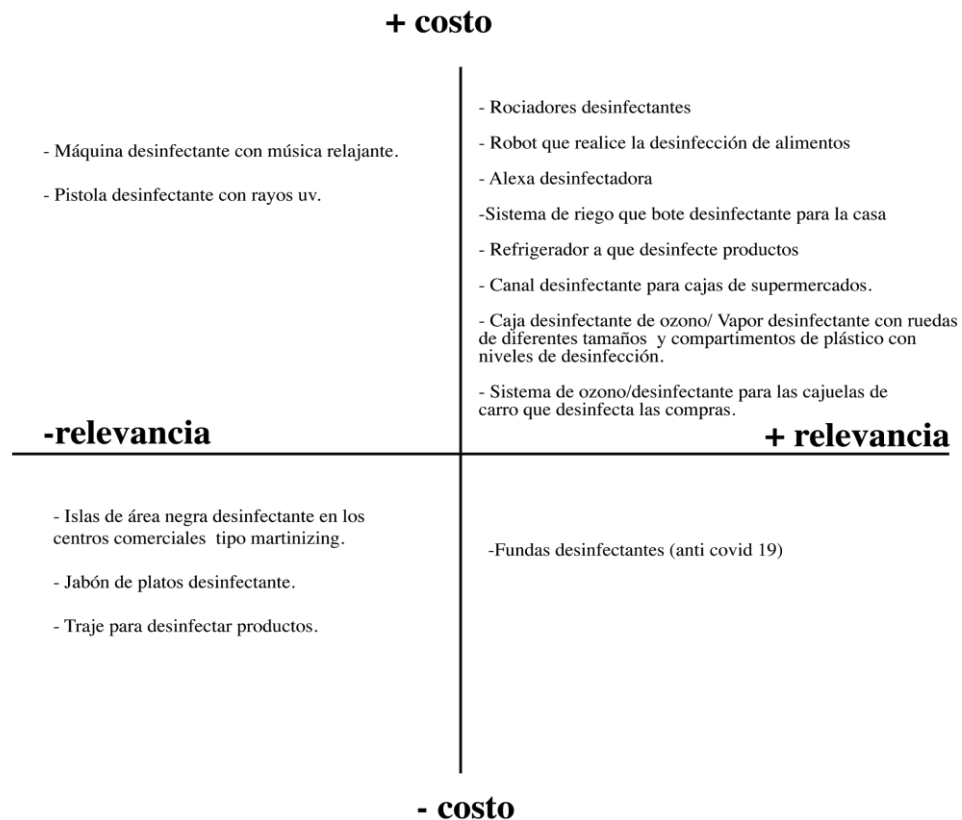 + costo
- Máquina desinfectante con música relajante.
- Pistola desinfectante con rayos uv.
- Rociadores desinfectantes
- Robot que realice la desinfección de alimentos
- Alexa desinfectadora
-Sistema de riego que bote desinfectante para la casa
- Refrigerador a que desinfecte productos
- Canal desinfectante para cajas de supermercados.
- Caja desinfectante de ozono/ Vapor desinfectante con ruedas
de diferentes tamaños y compartimentos de plástico con
niveles de desinfección.
- Sistema de ozono/desinfectante para las cajuelas de
carro que desinfecta las compras.
-relevancia
+ relevancia
- Islas de área negra desinfectante en los
centros comerciales tipo martinizing.
- Jabón de platos desinfectante.
- Traje para desinfectar productos.
-Fundas desinfectantes (anti covid 19)
- costo